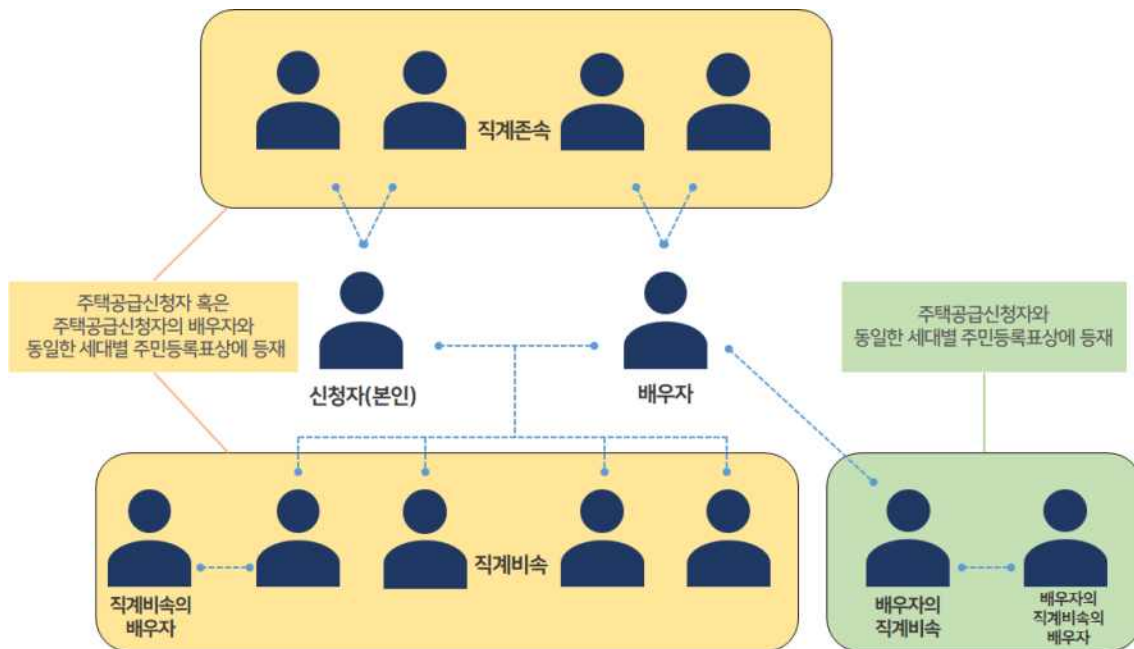 직계존속
주택공급신청자 혹은
주택공급신청자의 배우자와
동일한 세대별 주민등록표상에 등재
주택공급신청자와
동일한 세대별 주민등록표상에 등재
신청자(본인)
배우자
직계비속
직계비속의
배우자
배우자의
직계비속
배우자의
직계비속의
배우자